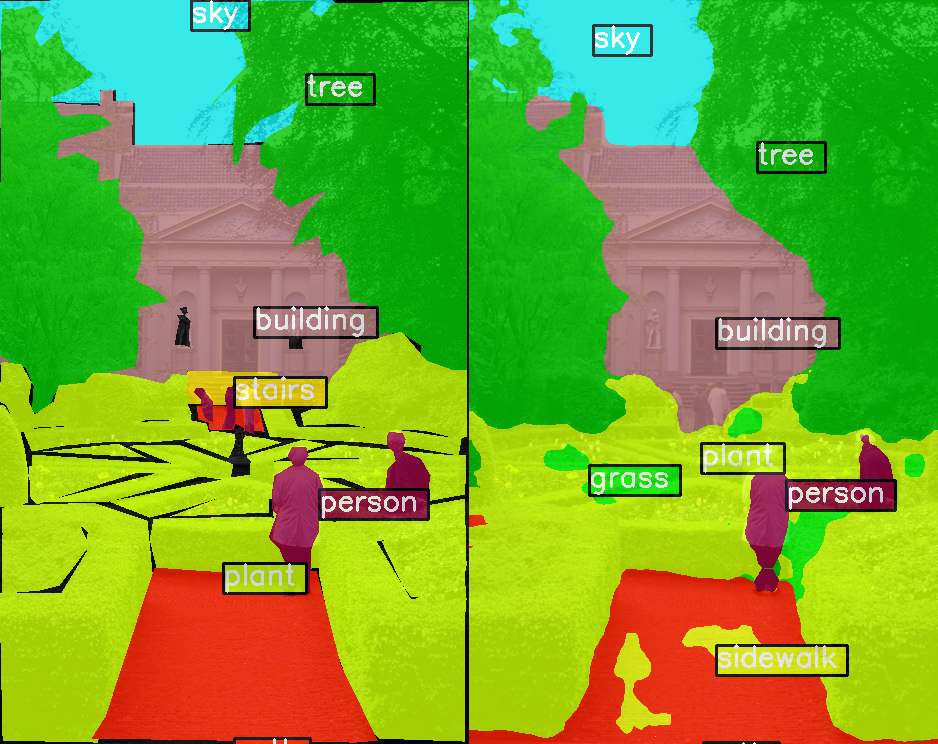 sky
tree
building
stairs
person
plant
sky
tree
building
plant
grass
person
sidewalk